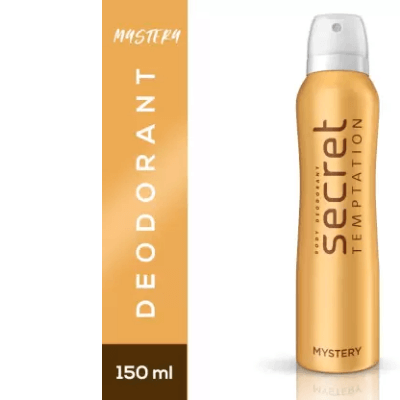 MYSTERY
DEODORANT
150 ml
BODY DEODORANT
secret
TEMPTATION
MYSTERY